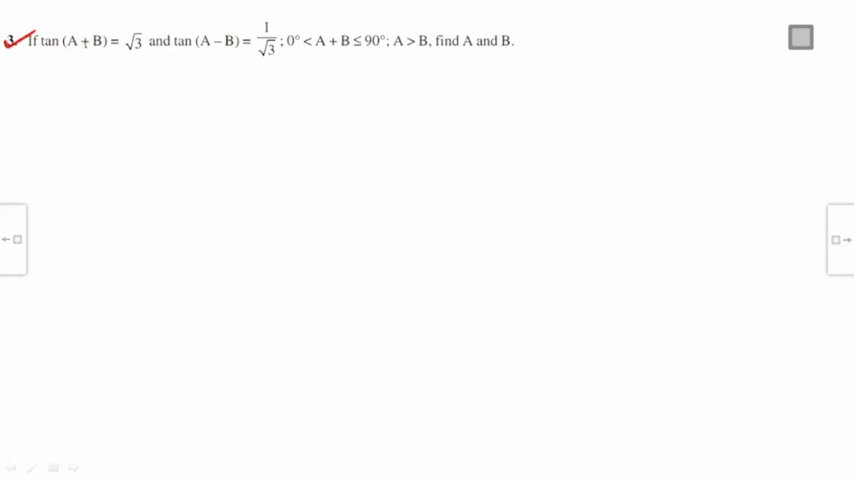 3. If tan (A + B) = √3 and tan (A – B) = 1/√3 ; 0° < A + B ≤ 90°; A > B, find A and B.